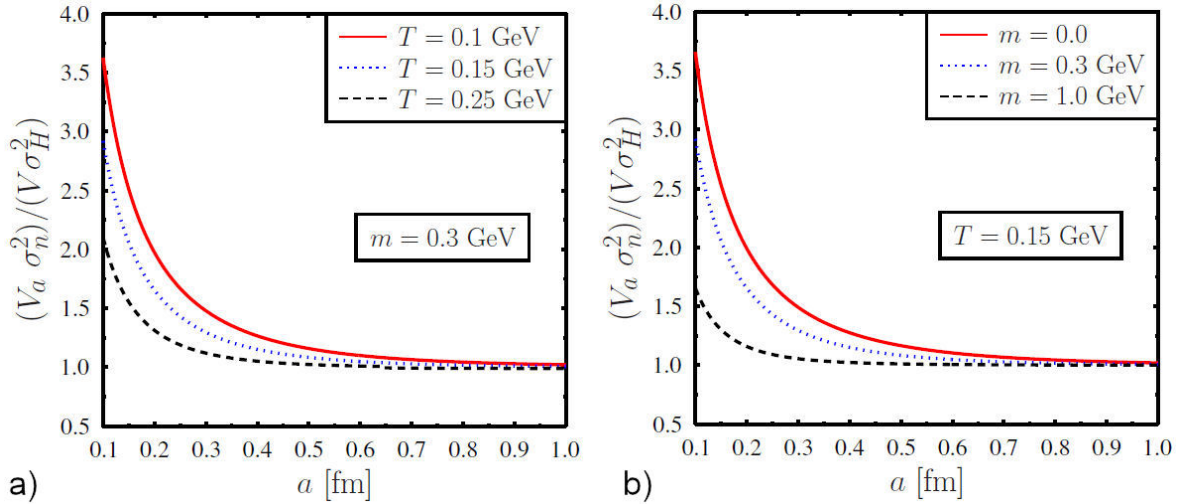 4.0
3.5
3.0
2.5
2.0
1.5
1.0
0.5
(V_a σ_n^2)/(Vσ_H^2)
T = 0.1 GeV
T = 0.15 GeV
T = 0.25 GeV
m = 0.3 GeV
0.1 0.2 0.3 0.4 0.5 0.6 0.7 0.8 0.9 1.0
a [fm]
a)
4.0
3.5
3.0
2.5
2.0
1.5
1.0
0.5
(V_a σ_n^2)/(Vσ_H^2)
m = 0.0
m = 0.3 GeV
m = 1.0 GeV
T = 0.15 GeV
0.1 0.2 0.3 0.4 0.5 0.6 0.7 0.8 0.9 1.0
a [fm]
b)